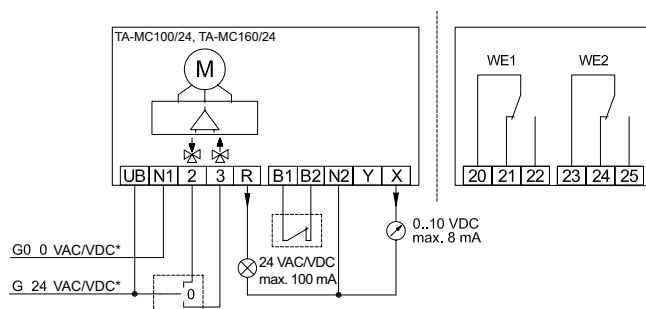 TA-MC100/24, TA-MC160/24
M
UB N1 2 3 R B1 B2 N2 Y X
WE1 WE2
20 21 22 23 24 25
0..10 VDC
max. 8 mA
G0 0 VAC/VDC*
24 VAC/VDC
max. 100 mA
G 24 VAC/VDC*
0